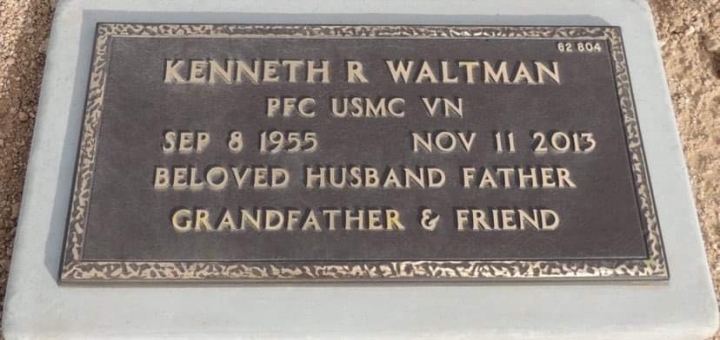 62 804
KENNETH R WALTMAN
PFC USMC VN
SEP 8 1955 NOV 11 2013
BELOVED HUSBAND FATHER
GRANDFATHER & FRIEND